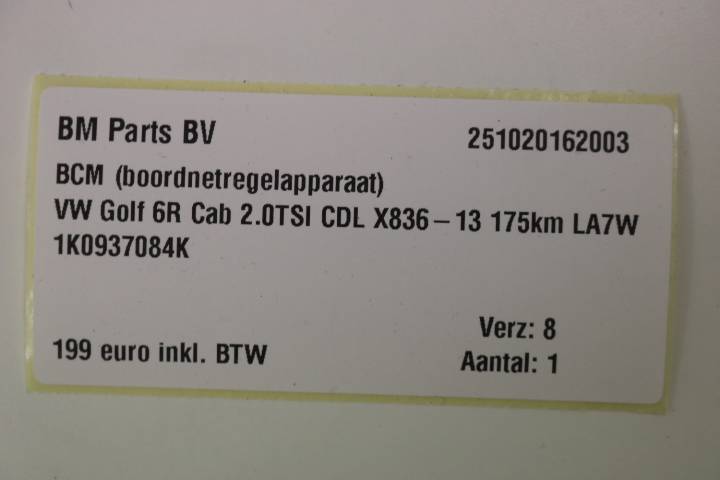 BM Parts BV 251020162003
BCM (boordnetregelapparaat)
VW Golf 6R Cab 2.0TSI CDL X836-13 175km LA7W
1K0937084K
Verz: 8
199 euro inkl. BTW Aantal: 1